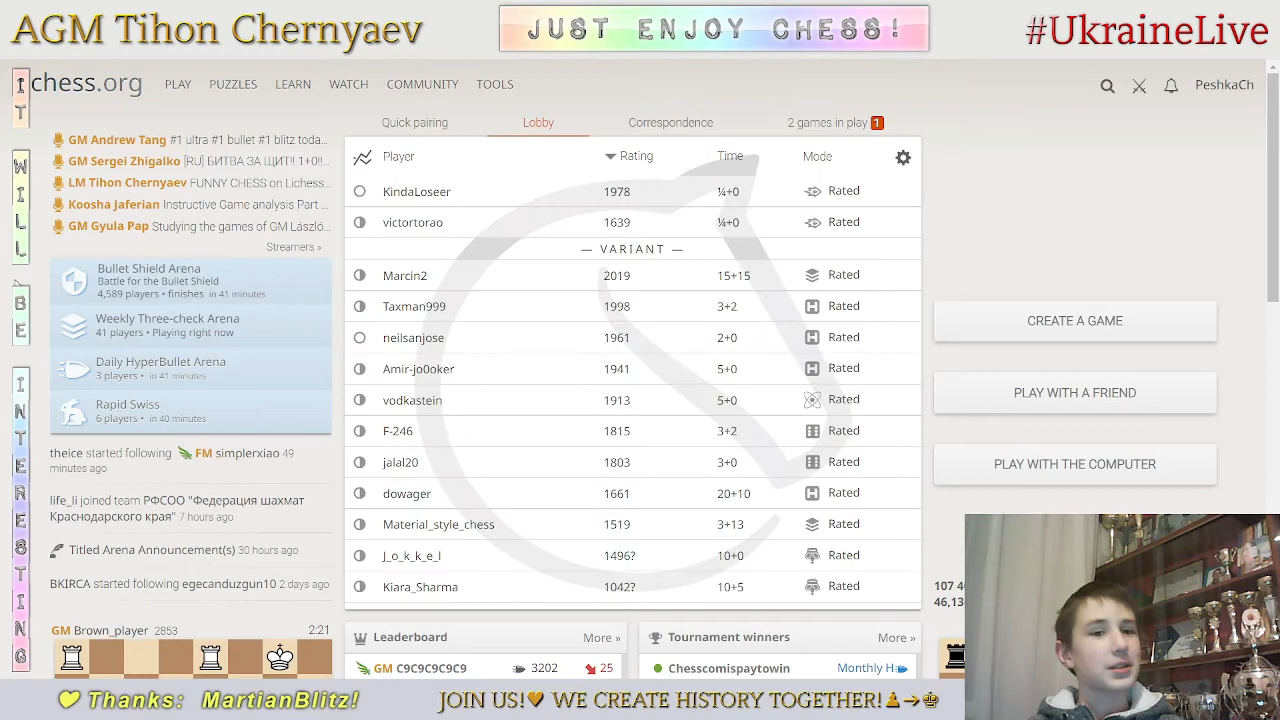 AGM Tihon Chernyaev
JUST ENJOY CHESS!
#UkraineLive
IT WILL BE INTERESTING
chess.org
PLAY
PUZZLES
LEARN
WATCH
COMMUNITY
TOOLS
PeshkaCh
GM Andrew Tang #1 ultra #1 bullet #1 blitz toda...
GM Sergei Zhigalko [RU] БИТВА ЗА ЩИТ!! 1+0!!...
LM Tihon Chernyaev FUNNY CHESS on Lichess...
Koosha Jaferian Instructive Game analysis Part ...
GM Gyula Pap Studying the games of GM László...
Streamers »
Bullet Shield Arena
Battle for the Bullet Shield
4,589 players • finishes in 41 minutes
Weekly Three-check Arena
41 players • Playing right now
Daily HyperBullet Arena
3 players • in 41 minutes
Rapid Swiss
6 players • in 40 minutes
theice started following FM simplerxiao 49
minutes ago
life_li joined team РФСОО "Федерация шахмат
Краснодарского края" 7 hours ago
Titled Arena Announcement(s) 30 hours ago
BKIRCA started following egecanduzgun10 2 days ago
GM Brown_player 2853 2:21
Quick pairing
Lobby
Correspondence
2 games in play 1
Player Rating Time Mode
KindaLoseer 1978 ¼+0 Rated
victortorao 1639 ¼+0 Rated
— VARIANT —
Marcin2 2019 15+15 Rated
Taxman999 1998 3+2 Rated
neilsanjose 1961 2+0 Rated
Amir-jo0oker 1941 5+0 Rated
vodkastein 1913 5+0 Rated
F-246 1815 3+2 Rated
jalal20 1803 3+0 Rated
dowager 1661 20+10 Rated
Material_style_chess 1519 3+13 Rated
J_o_k_k_e_l 1496? 10+0 Rated
Kiara_Sharma 1042? 10+5 Rated
CREATE A GAME
PLAY WITH A FRIEND
PLAY WITH THE COMPUTER
Leaderboard More »
GM C9C9C9C9C9 3202 25
Tournament winners More »
Chesscomispaytowin Monthly H
Thanks: MartianBlitz!
JOIN US! WE CREATE HISTORY TOGETHER!